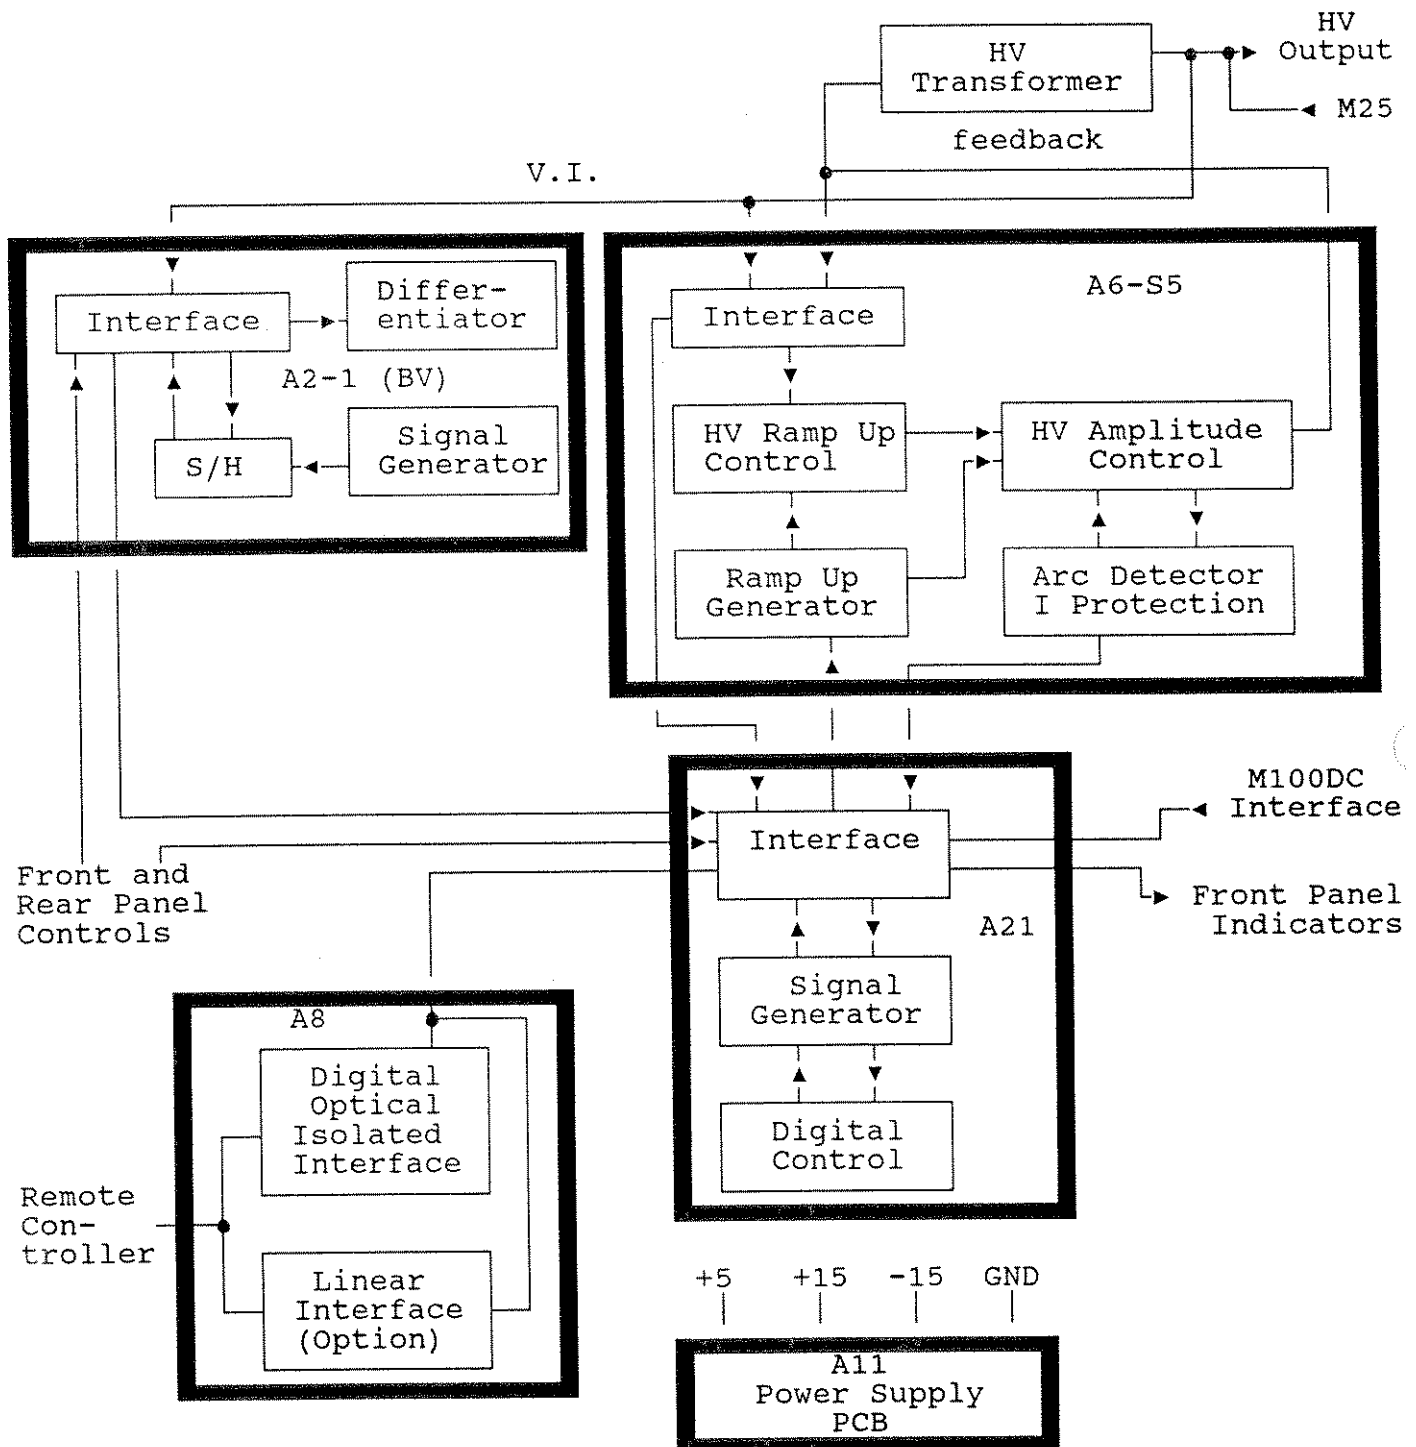 HV
Output
HV
Transformer
M25
feedback
V.I.
Differ-
entiator
Interface
A2-1 (BV)
Signal
Generator
S/H
A6-S5
Interface
HV Ramp Up
Control
HV Amplitude
Control
Ramp Up
Generator
Arc Detector
I Protection
M100DC
Interface
Interface
Front and
Rear Panel
Controls
Front Panel
Indicators
A21
Signal
Generator
Digital
Control
A8
Digital
Optical
Isolated
Interface
Remote
Con-
troller
Linear
Interface
(Option)
+5 +15 -15 GND
A11
Power Supply
PCB